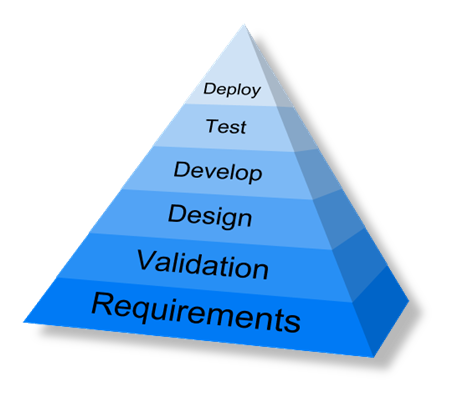 Deploy
Test
Develop
Design
Validation
Requirements